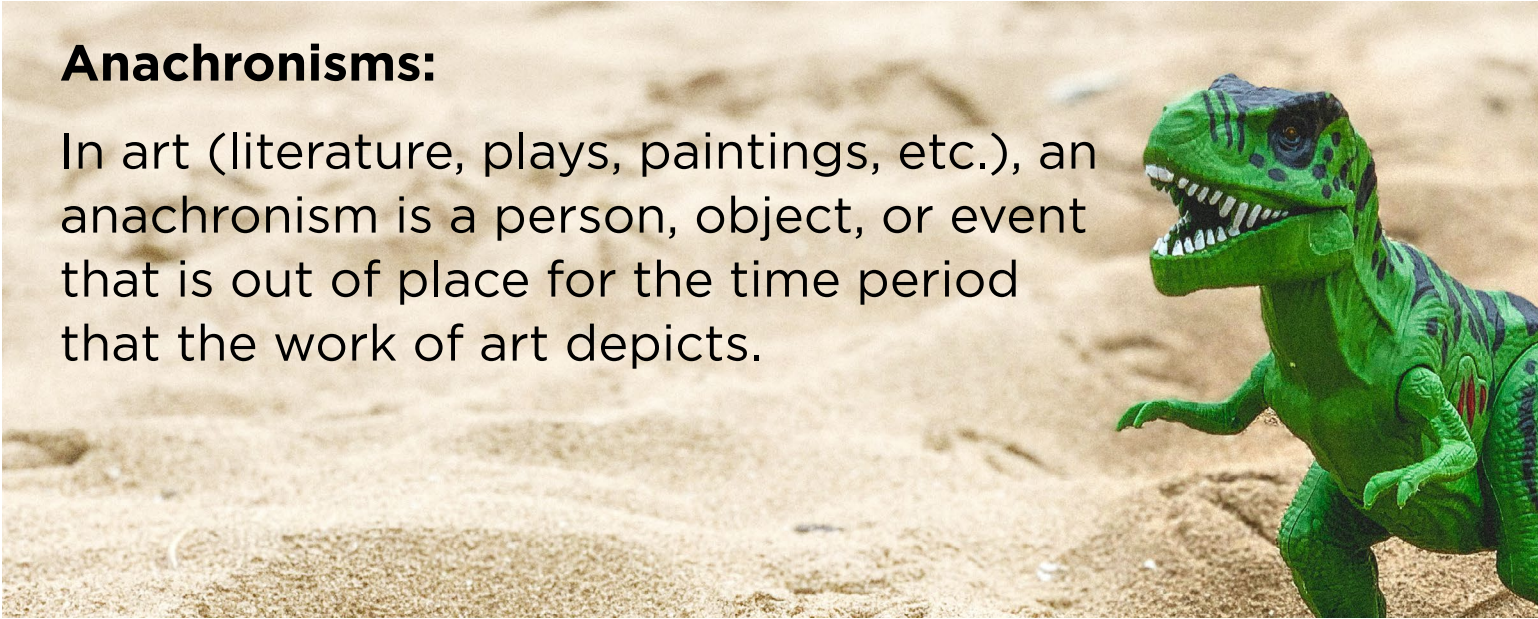 Anachronisms:
In art (literature, plays, paintings, etc.), an
anachronism is a person, object, or event
that is out of place for the time period
that the work of art depicts.